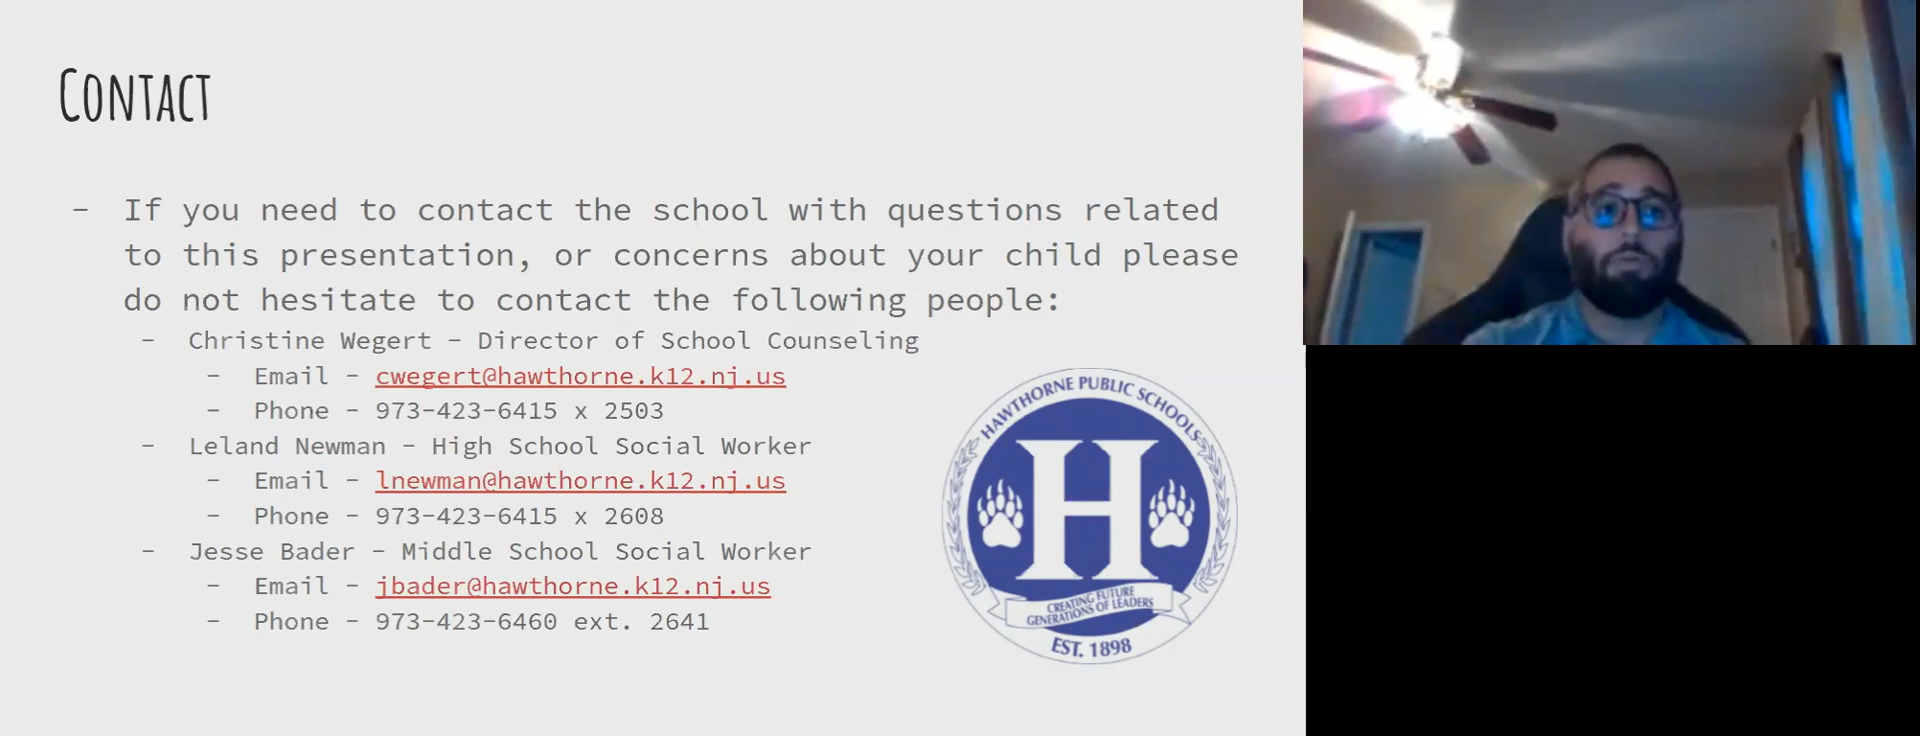 CONTACT
- If you need to contact the school with questions related
to this presentation, or concerns about your child please
do not hesitate to contact the following people:
- Christine Wegert - Director of School Counseling
- Email - cwegert@hawthorne.k12.nj.us
- Phone - 973-423-6415 x 2503
- Leland Newman - High School Social Worker
- Email - lnewman@hawthorne.k12.nj.us
- Phone - 973-423-6415 x 2608
- Jesse Bader - Middle School Social Worker
- Email - jbader@hawthorne.k12.nj.us
- Phone - 973-423-6460 ext. 2641
HAWTHORNE PUBLIC SCHOOLS
H
CREATING FUTURE
GENERATIONS OF LEADERS
EST. 1898